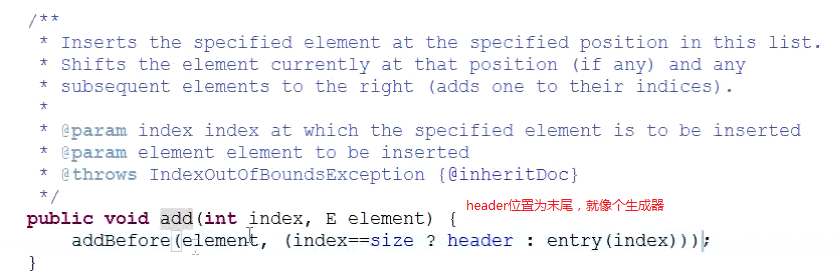 /**
* Inserts the specified element at the specified position in this list.
* Shifts the element currently at that position (if any) and any
* subsequent elements to the right (adds one to their indices).
*
* @param index index at which the specified element is to be inserted
* @param element element to be inserted
* @throws IndexOutOfBoundsException {@inheritDoc}
*/
header位置为末尾，就像个生成器
public void add(int index, E element) {
addBefore(element, (index==size ? header : entry(index)));
}